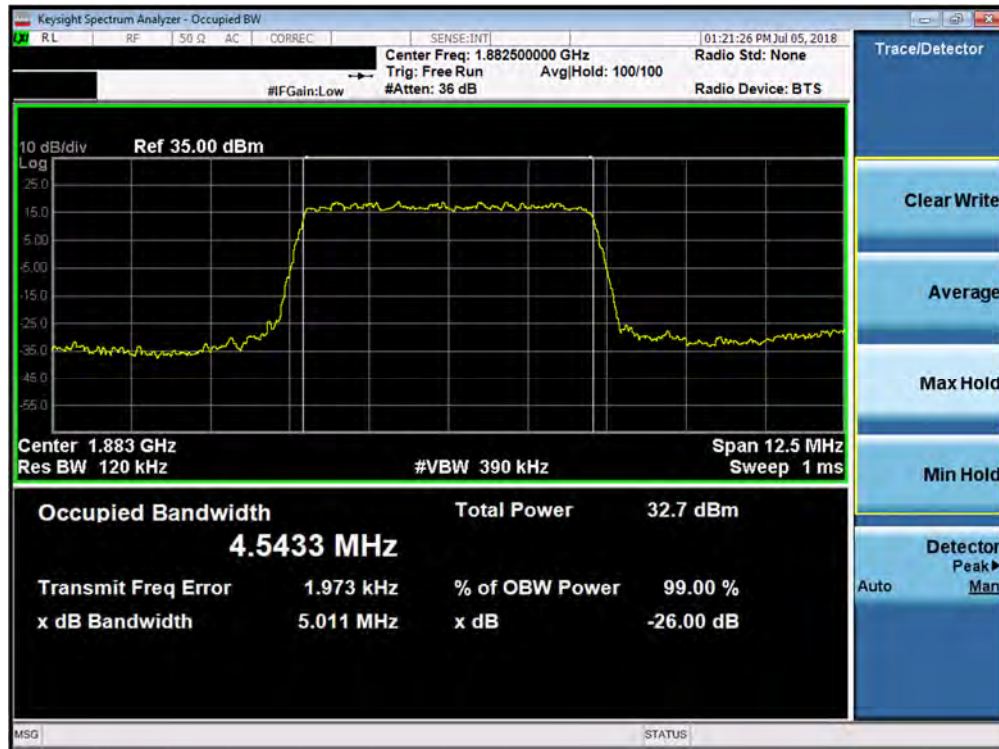 Keysight Spectrum Analyzer - Occupied BW
LXI RL RF 50 Ω AC CORREC SENSE:INT 01:21:26 PM Jul 05, 2018
Center Freq: 1.882500000 GHz Radio Std: None
Trig: Free Run Avg|Hold: 100/100
#IFGain:Low #Atten: 36 dB Radio Device: BTS
10 dB/div Ref 35.00 dBm
Log
25.0
15.0
5.00
-5.00
-15.0
-25.0
-35.0
-45.0
-55.0
Center 1.883 GHz Span 12.5 MHz
Res BW 120 kHz #VBW 390 kHz Sweep 1 ms
Occupied Bandwidth Total Power 32.7 dBm
4.5433 MHz
Transmit Freq Error 1.973 kHz % of OBW Power 99.00 %
x dB Bandwidth 5.011 MHz x dB -26.00 dB
MSG STATUS
Trace/Detector
Clear Write
Average
Max Hold
Min Hold
Detector
Peak▶
Auto Man